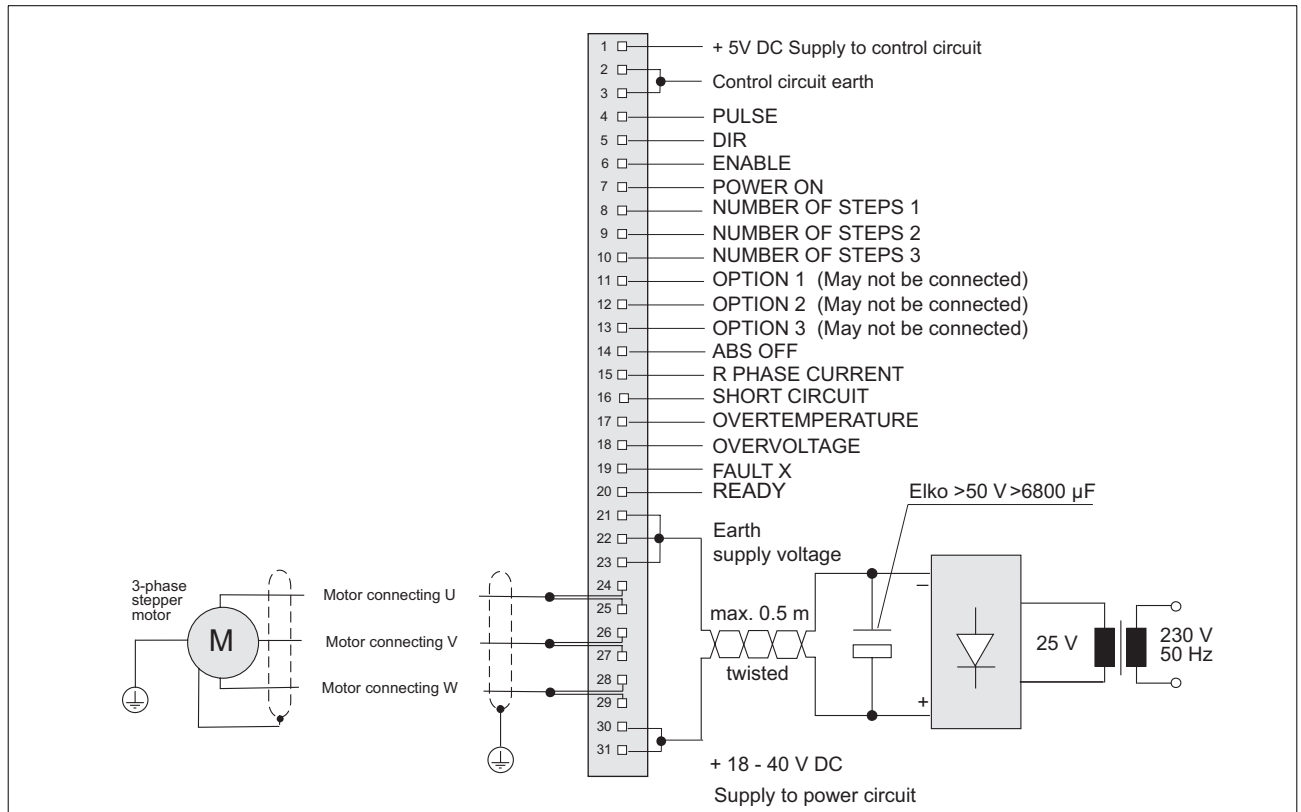 1 + 5V DC Supply to control circuit
2
3
Control circuit earth
4 PULSE
5 DIR
6 ENABLE
7 POWER ON
8 NUMBER OF STEPS 1
9 NUMBER OF STEPS 2
10 NUMBER OF STEPS 3
11 OPTION 1 (May not be connected)
12 OPTION 2 (May not be connected)
13 OPTION 3 (May not be connected)
14 ABS OFF
15 R PHASE CURRENT
16 SHORT CIRCUIT
17 OVERTEMPERATURE
18 OVERVOLTAGE
19 FAULT X
20 READY
21
22
23
Earth
supply voltage
Elko >50 V >6800 µF
24
25
26
27
28
29
30
31
3-phase
stepper
motor
M
Motor connecting U
Motor connecting V
Motor connecting W
max. 0.5 m
twisted
–
+
25 V
230 V
50 Hz
+ 18 - 40 V DC
Supply to power circuit